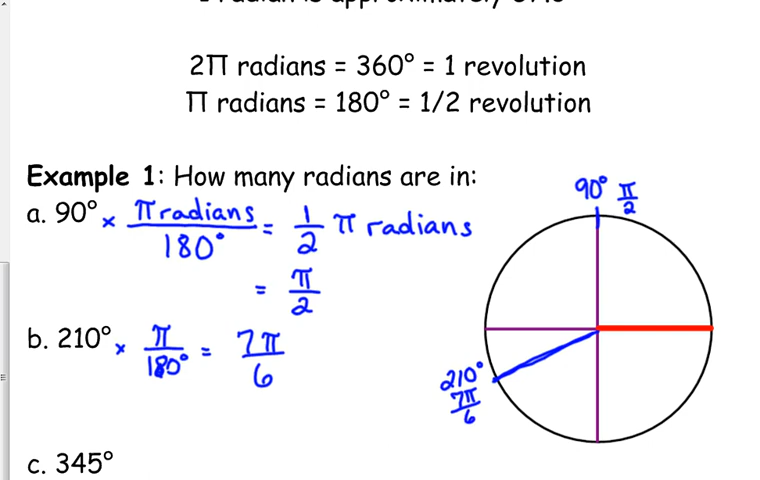 2π radians = 360° = 1 revolution
π radians = 180° = 1/2 revolution
Example 1: How many radians are in:
a. 90° × π radians / 180° = 1/2 π radians
= π/2
b. 210° × π/180° = 7π/6
c. 345°
90° π/2
210°
7π/6